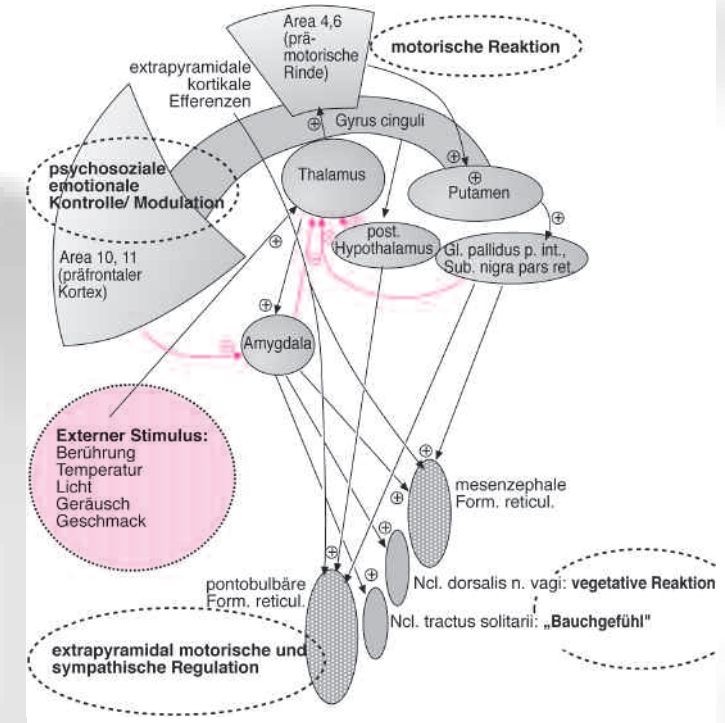 Area 4,6
(prä-
motorische
Rinde)
motorische Reaktion
extrapyramidale
kortikale
Efferenzen
⊕
Gyrus cinguli
psychosoziale
emotionale
Kontrolle/ Modulation
Thalamus
⊕
⊕
Putamen
⊕
⊕
post.
Hypothalamus
Gl. pallidus p. int.,
Sub. nigra pars ret.
Area 10, 11
(präfrontaler
Kortex)
⊕
Amygdala
Externer Stimulus:
Berührung
Temperatur
Licht
Geräusch
Geschmack
⊕
⊕
mesenzephale
Form. reticul.
⊕
⊕
⊕
pontobulbäre
Form. reticul.
Ncl. dorsalis n. vagi: vegetative Reaktion
Ncl. tractus solitarii: „Bauchgefühl"
extrapyramidal motorische und
sympathische Regulation